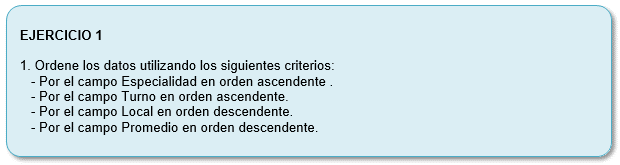 EJERCICIO 1
1. Ordene los datos utilizando los siguientes criterios:
- Por el campo Especialidad en orden ascendente .
- Por el campo Turno en orden ascendente.
- Por el campo Local en orden descendente.
- Por el campo Promedio en orden descendente.